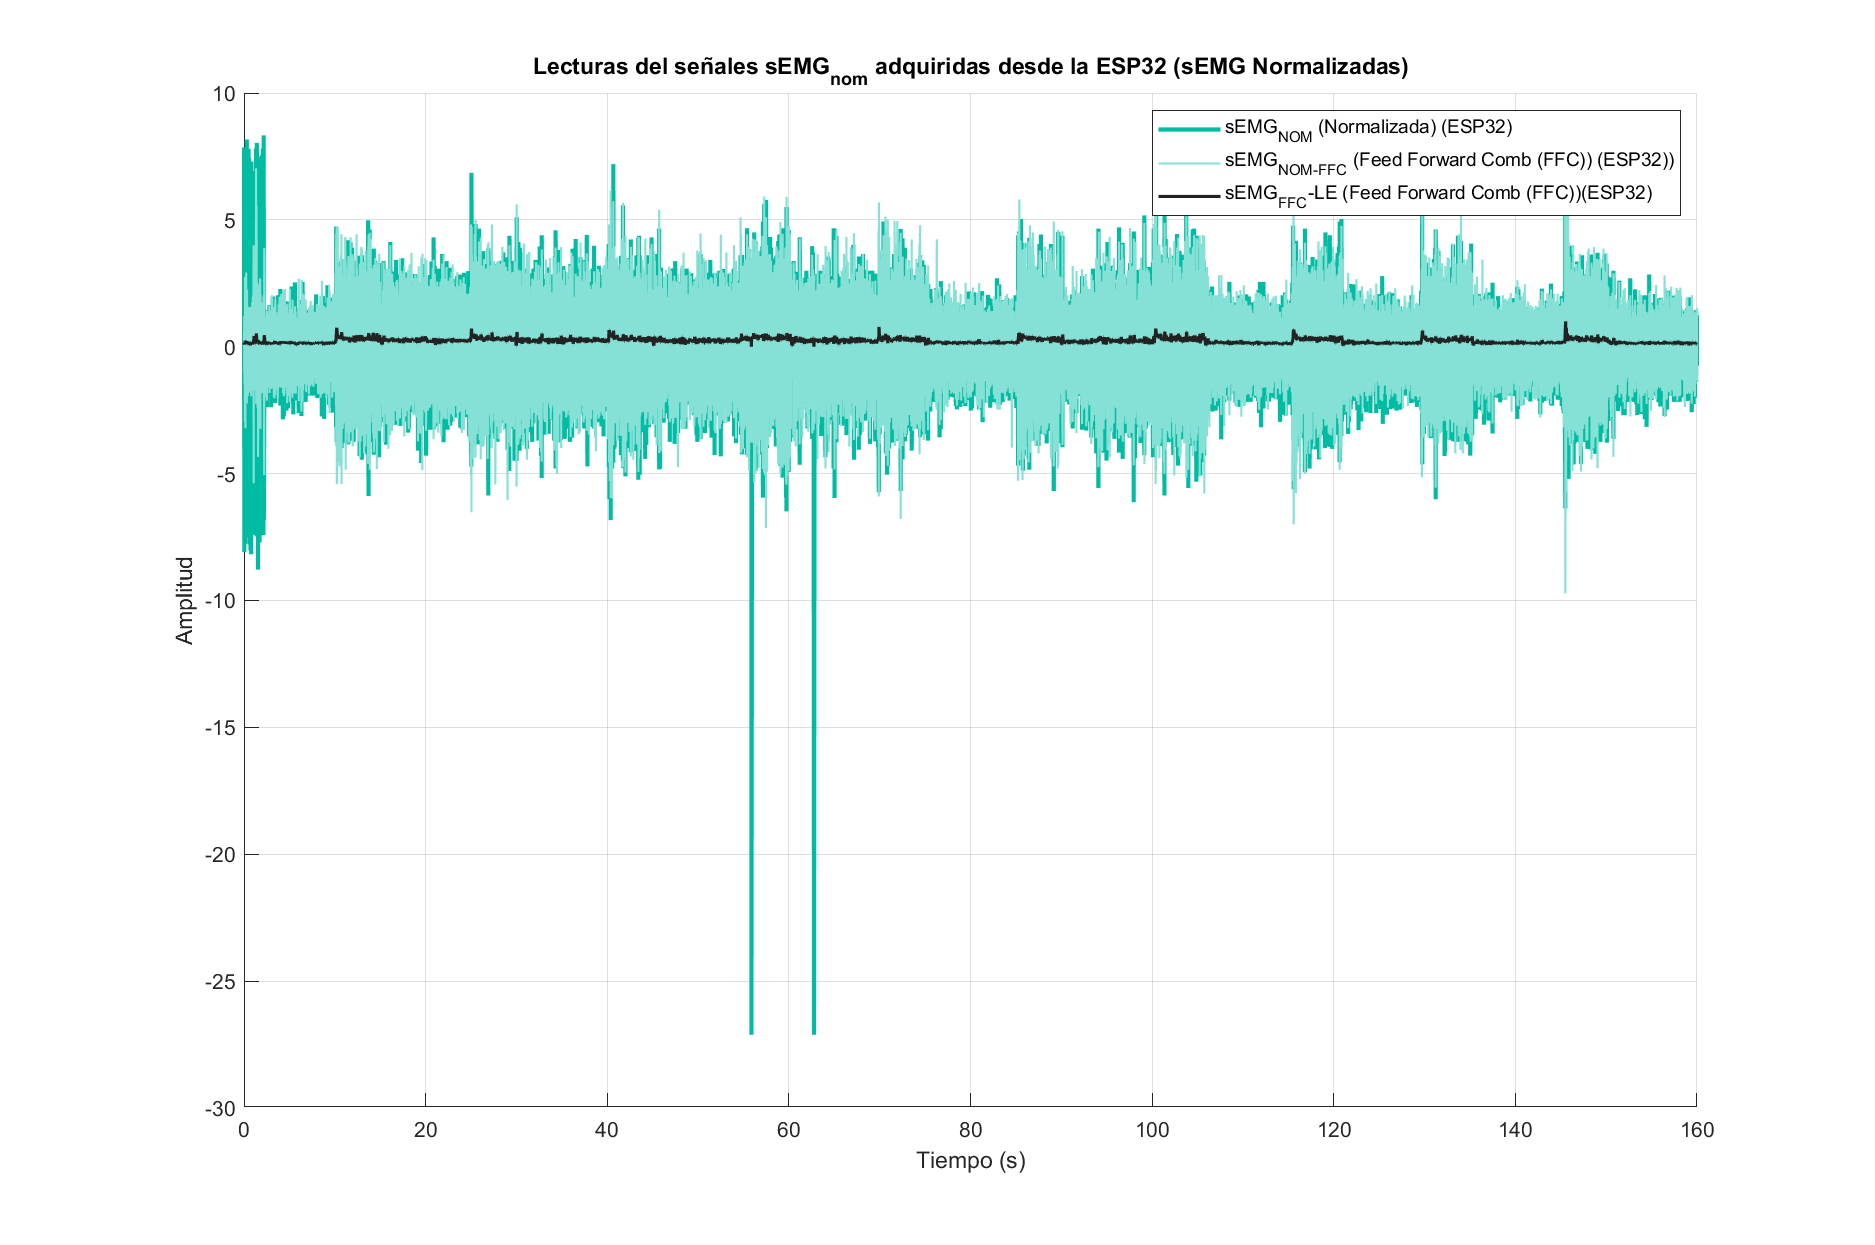 Lecturas del señales sEMGnom adquiridas desde la ESP32 (sEMG Normalizadas)
sEMGNOM (Normalizada) (ESP32)
sEMGNOM-FFC (Feed Forward Comb (FFC)) (ESP32))
sEMGFFC-LE (Feed Forward Comb (FFC))(ESP32)
Amplitud
10
5
0
-5
-10
-15
-20
-25
-30
0 20 40 60 80 100 120 140 160
Tiempo (s)